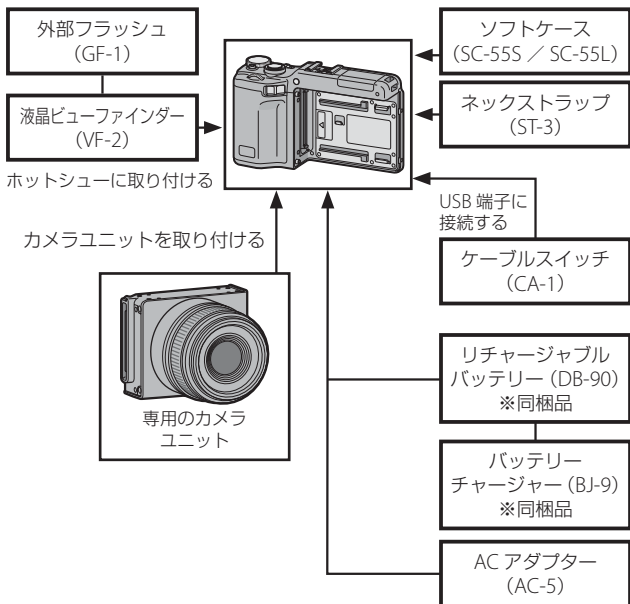 外部フラッシュ
（GF-1）
液晶ビューファインダー
（VF-2）
ホットシューに取り付ける
カメラユニットを取り付ける
専用のカメラ
ユニット
ソフトケース
（SC-55S ／ SC-55L）
ネックストラップ
（ST-3）
USB 端子に
接続する
ケーブルスイッチ
（CA-1）
リチャージャブル
バッテリー（DB-90）
※同梱品
バッテリー
チャージャー（BJ-9）
※同梱品
AC アダプター
（AC-5）